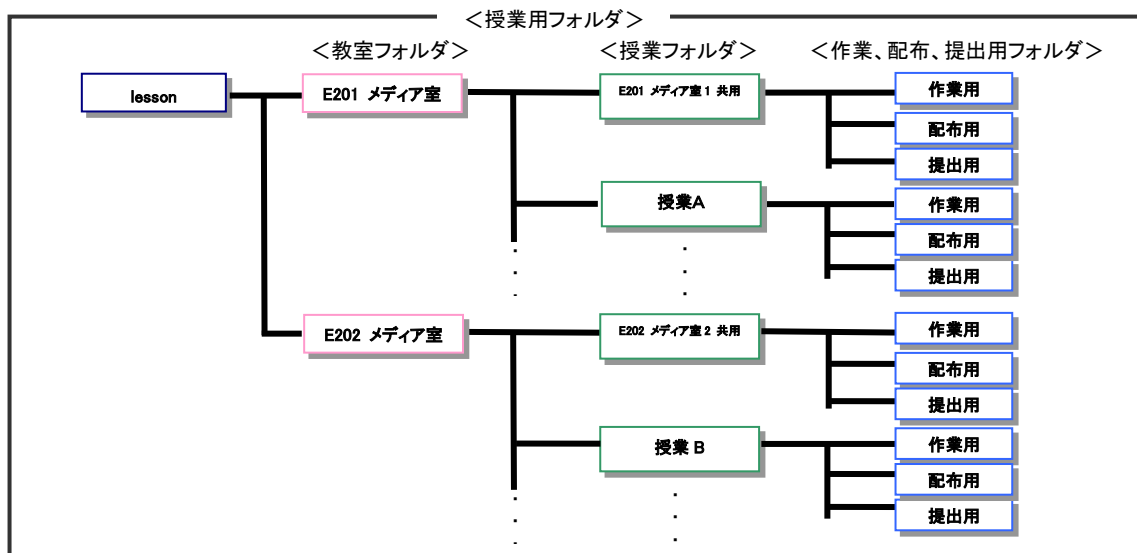 ＜授業用フォルダ＞
＜教室フォルダ＞ ＜授業フォルダ＞ ＜作業、配布、提出用フォルダ＞
lesson
E201 メディア室
E201 メディア室1 共用
作業用
配布用
提出用
授業A
作業用
配布用
提出用
E202 メディア室
E202 メディア室2 共用
作業用
配布用
提出用
授業 B
作業用
配布用
提出用